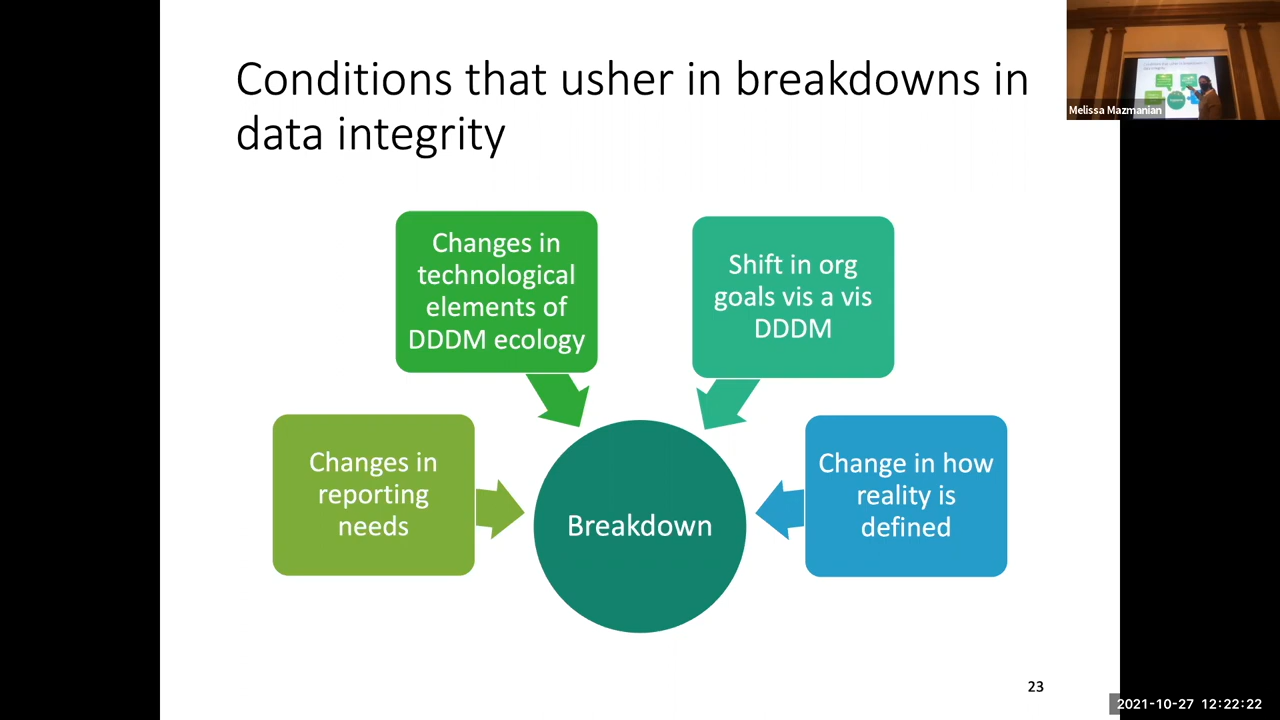 Conditions that usher in breakdowns in
data integrity
Melissa Mazmanian
Changes in
technological
elements of
DDDM ecology
Shift in org
goals vis a vis
DDDM
Changes in
reporting
needs
Breakdown
Change in how
reality is
defined
23
2021-10-27 12:22:22